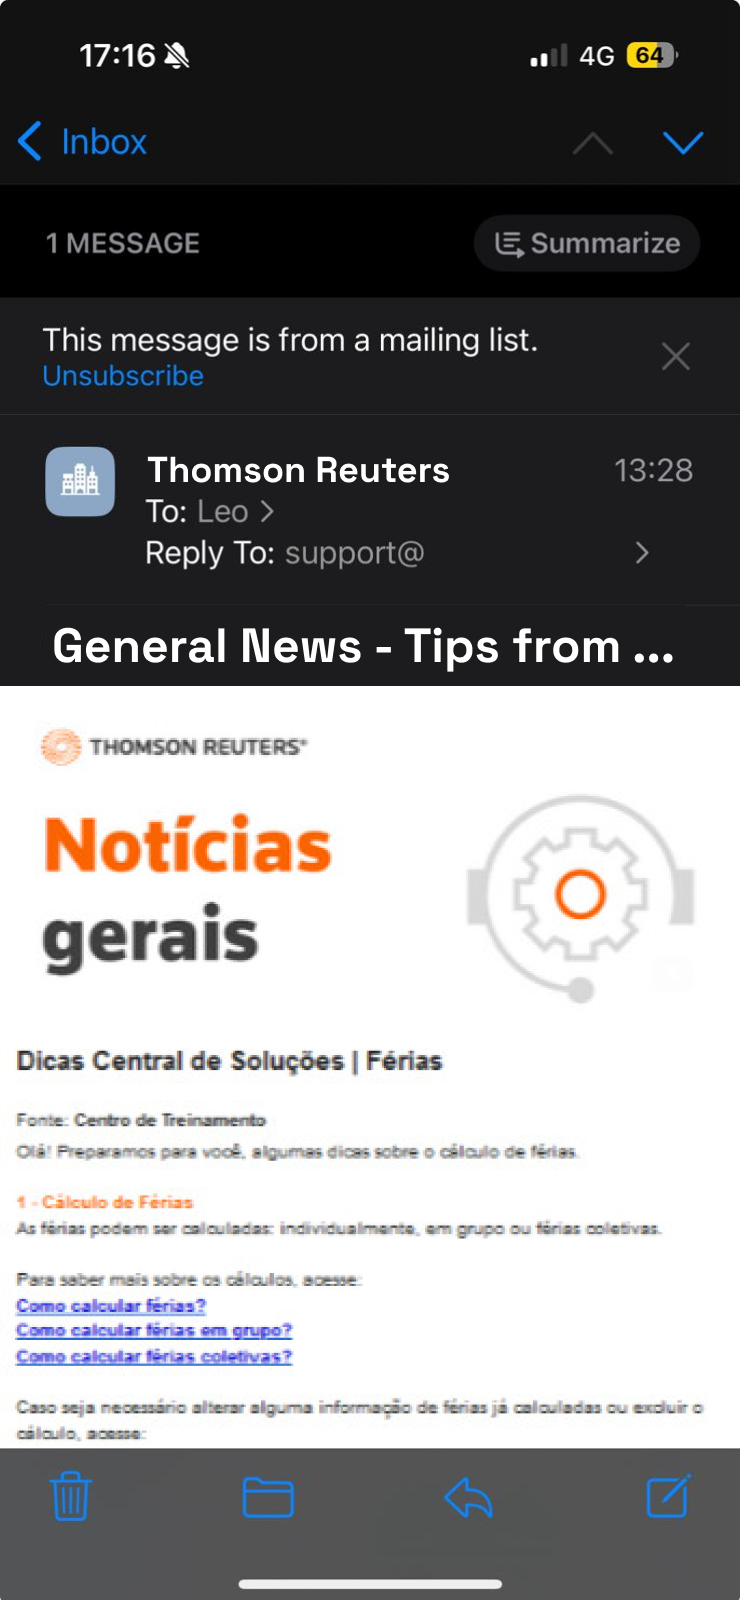 17:16
4G 64
Inbox
1 MESSAGE
Summarize
This message is from a mailing list.
Unsubscribe
Thomson Reuters
13:28
To: Leo
Reply To: support@
General News - Tips from ...
THOMSON REUTERS®
Notícias
gerais
Dicas Central de Soluções | Férias
Fonte: Centro de Treinamento
Olá! Preparamos para você, algumas dicas sobre o cálculo de férias.
1 - Cálculo de Férias
As férias podem ser calculadas: individualmente, em grupo ou férias coletivas.
Para saber mais sobre os cálculos, acesse:
Como calcular férias?
Como calcular férias em grupo?
Como calcular férias coletivas?
Caso seja necessário alterar alguma informação de férias já calculadas ou excluir o
cálculo, acesse: